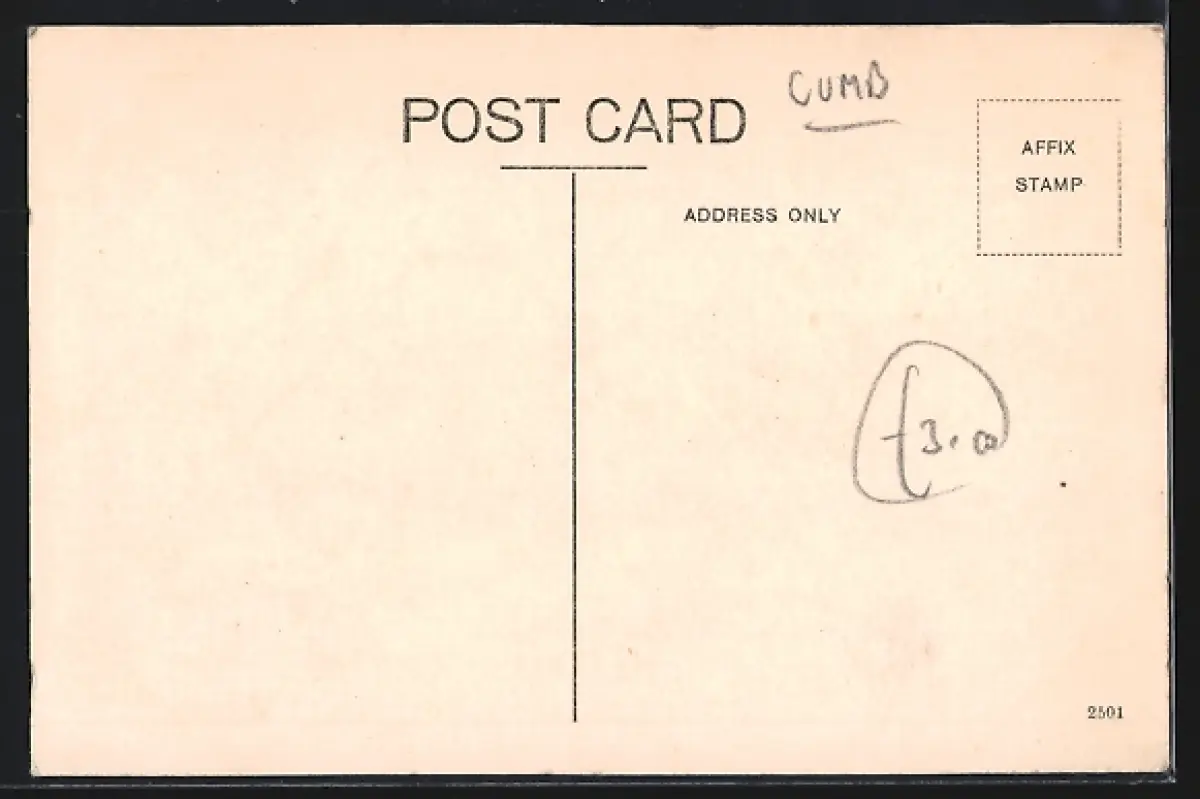 POST CARD
CUMB
AFFIX
STAMP
ADDRESS ONLY
£3.00
2501